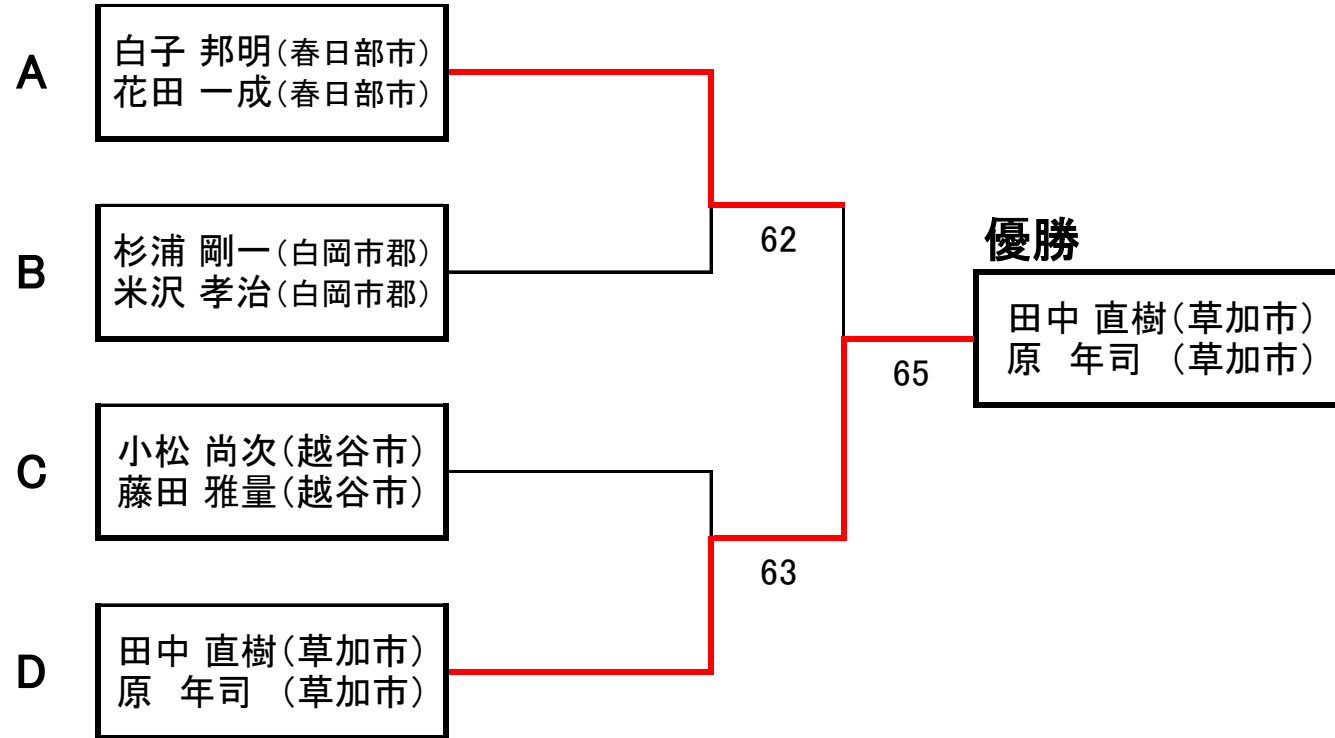 A
白子 邦明(春日部市)
花田 一成(春日部市)
B
杉浦 剛一(白岡市郡)
米沢 孝治(白岡市郡)
62
優勝
田中 直樹(草加市)
原 年司 (草加市)
65
C
小松 尚次(越谷市)
藤田 雅量(越谷市)
63
D
田中 直樹(草加市)
原 年司 (草加市)